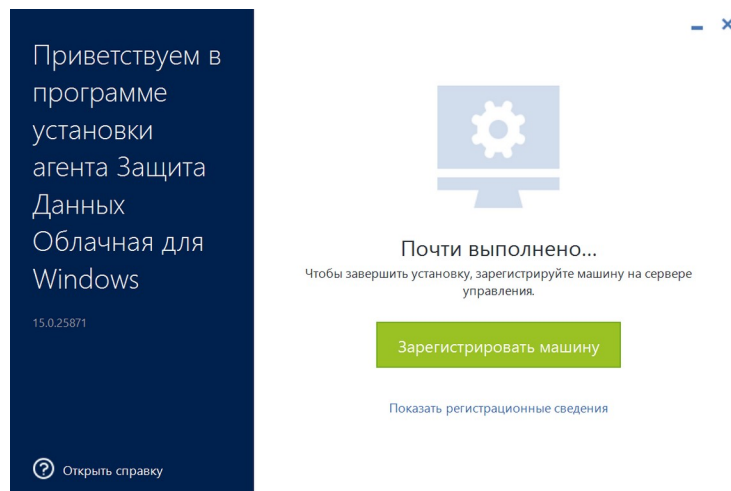 Приветствуем в
программе
установки
агента Защита
Данных
Облачная для
Windows
15.0.25871
Открыть справку
Почти выполнено...
Чтобы завершить установку, зарегистрируйте машину на сервере
управления.
Зарегистрировать машину
Показать регистрационные сведения